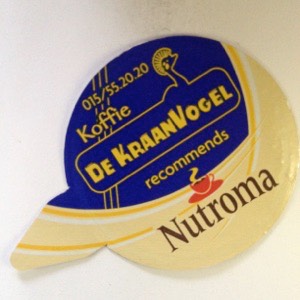 015/55.20.20
Koffie
DE KRAANVOGEL
recommends
Nutroma